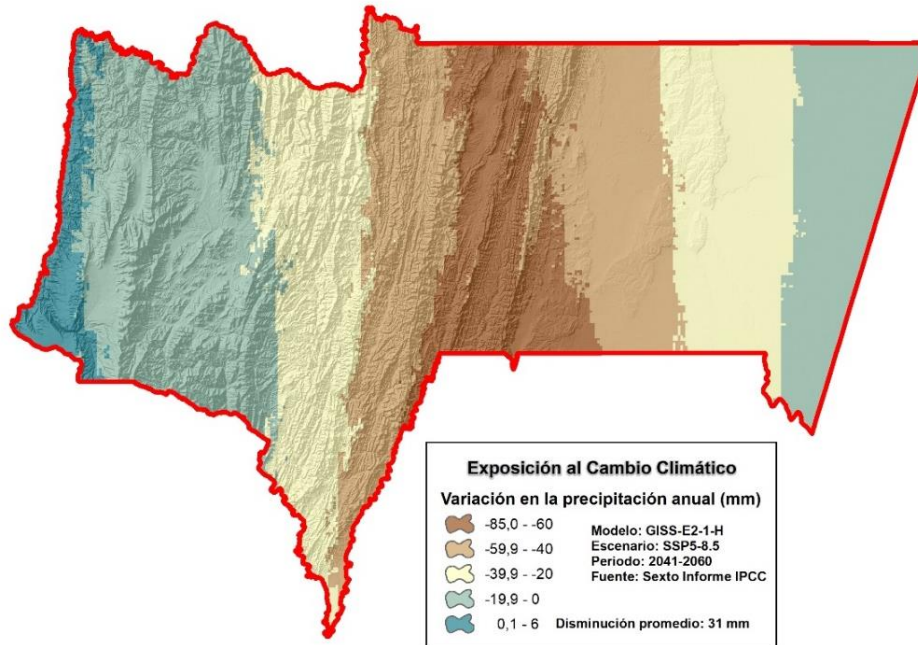 Exposición al Cambio Climático
Variación en la precipitación anual (mm)
-85,0 - -60
-59,9 - -40
-39,9 - -20
-19,9 - 0
0,1 - 6
Modelo: GISS-E2-1-H
Escenario: SSP5-8.5
Periodo: 2041-2060
Fuente: Sexto Informe IPCC
Disminución promedio: 31 mm